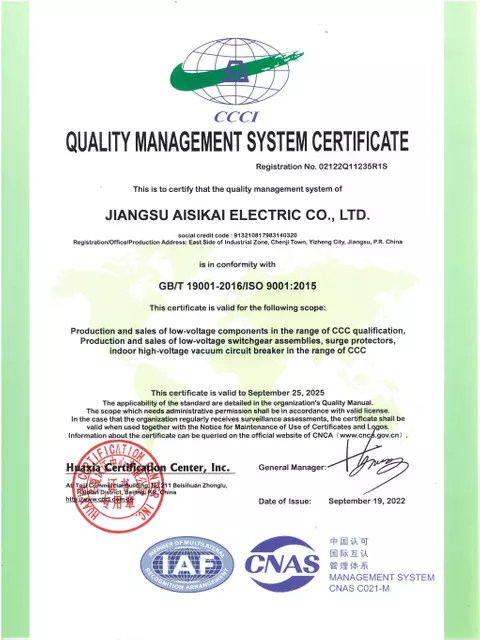 CCCI
QUALITY MANAGEMENT SYSTEM CERTIFICATE
Registration No. 02122Q11235R1S
This is to certify that the quality management system of
JIANGSU AISIKAI ELECTRIC CO., LTD.
social credit code : 913210817983140320
Registration/Office/Production Address: East Side of Industrial Zone, Chenji Town, Yizheng City, Jiangsu, P.R. China
is in conformity with
GB/T 19001-2016/ISO 9001:2015
This certificate is valid for the following scope:
Production and sales of low-voltage components in the range of CCC qualification,
Production and sales of low-voltage switchgear assemblies, surge protectors,
indoor high-voltage vacuum circuit breaker in the range of CCC
This certificate is valid to September 25, 2025
The applicability of the standard are detailed in the organization's Quality Manual.
The scope which needs administrative permission shall be in accordance with valid license.
In the case that the organization regularly receives surveillance assessments, the certificate shall be
valid when used together with the Notice for Maintenance of Use of Certificates and Logos.
Information about the certificate can be queried on the official website of CNCA (www.cnca.gov.cn).
Huaxia Certification Center, Inc.
General Manager:
Commercial Building, 211 Beisihuan Zhonglu,
District, Beijing, P.R. China
Date of Issue: September 19, 2022
MEMBER OF MULTILATERAL
IAF
RECOGNITION ARRANGEMENT
CNAS
中国认可
国际互认
管理体系
MANAGEMENT SYSTEM
CNAS C021-M